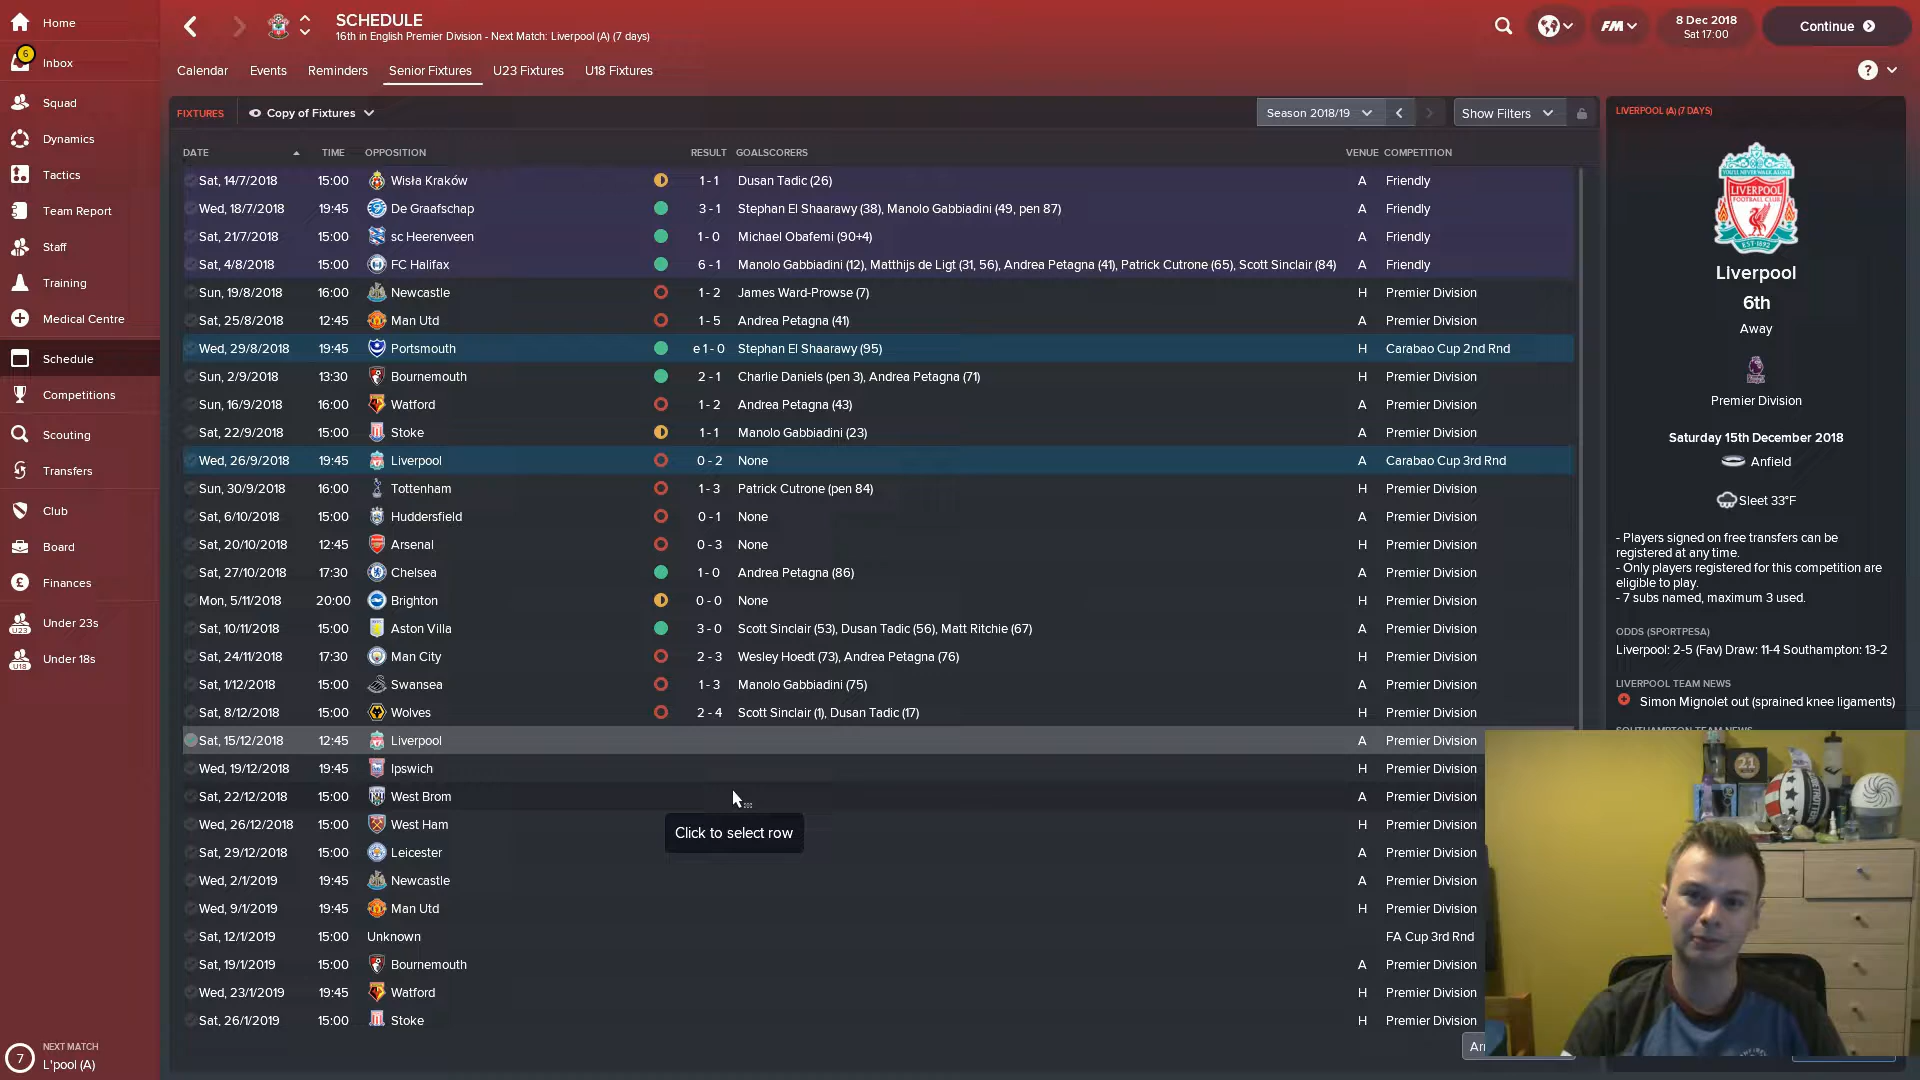 Home
6
Inbox
Squad
Dynamics
Tactics
Team Report
Staff
Training
Medical Centre
Schedule
Competitions
Scouting
Transfers
Club
Board
Finances
U23
Under 23s
U18
Under 18s
7
NEXT MATCH
L'pool (A)
SCHEDULE
16th in English Premier Division - Next Match: Liverpool (A) (7 days)
FM
8 Dec 2018
Sat 17:00
Continue
Calendar Events Reminders Senior Fixtures U23 Fixtures U18 Fixtures
?
FIXTURES Copy of Fixtures Season 2018/19 Show Filters
DATE TIME OPPOSITION RESULT GOALSCORERS VENUE COMPETITION
Sat, 14/7/2018 15:00 Wisła Kraków 1 - 1 Dusan Tadic (26) A Friendly
Wed, 18/7/2018 19:45 De Graafschap 3 - 1 Stephan El Shaarawy (38), Manolo Gabbiadini (49, pen 87) A Friendly
Sat, 21/7/2018 15:00 sc Heerenveen 1 - 0 Michael Obafemi (90+4) A Friendly
Sat, 4/8/2018 15:00 FC Halifax 6 - 1 Manolo Gabbiadini (12), Matthijs de Ligt (31, 56), Andrea Petagna (41), Patrick Cutrone (65), Scott Sinclair (84) A Friendly
Sun, 19/8/2018 16:00 Newcastle 1 - 2 James Ward-Prowse (7) H Premier Division
Sat, 25/8/2018 12:45 Man Utd 1 - 5 Andrea Petagna (41) A Premier Division
Wed, 29/8/2018 19:45 Portsmouth e 1 - 0 Stephan El Shaarawy (95) H Carabao Cup 2nd Rnd
Sun, 2/9/2018 13:30 Bournemouth 2 - 1 Charlie Daniels (pen 3), Andrea Petagna (71) H Premier Division
Sun, 16/9/2018 16:00 Watford 1 - 2 Andrea Petagna (43) A Premier Division
Sat, 22/9/2018 15:00 Stoke 1 - 1 Manolo Gabbiadini (23) A Premier Division
Wed, 26/9/2018 19:45 Liverpool 0 - 2 None A Carabao Cup 3rd Rnd
Sun, 30/9/2018 16:00 Tottenham 1 - 3 Patrick Cutrone (pen 84) H Premier Division
Sat, 6/10/2018 15:00 Huddersfield 0 - 1 None A Premier Division
Sat, 20/10/2018 12:45 Arsenal 0 - 3 None H Premier Division
Sat, 27/10/2018 17:30 Chelsea 1 - 0 Andrea Petagna (86) A Premier Division
Mon, 5/11/2018 20:00 Brighton 0 - 0 None H Premier Division
Sat, 10/11/2018 15:00 Aston Villa 3 - 0 Scott Sinclair (53), Dusan Tadic (56), Matt Ritchie (67) A Premier Division
Sat, 24/11/2018 17:30 Man City 2 - 3 Wesley Hoedt (73), Andrea Petagna (76) H Premier Division
Sat, 1/12/2018 15:00 Swansea 1 - 3 Manolo Gabbiadini (75) A Premier Division
Sat, 8/12/2018 15:00 Wolves 2 - 4 Scott Sinclair (1), Dusan Tadic (17) H Premier Division
Sat, 15/12/2018 12:45 Liverpool A Premier Division
Wed, 19/12/2018 19:45 Ipswich H Premier Division
Sat, 22/12/2018 15:00 West Brom A Premier Division
Wed, 26/12/2018 15:00 West Ham H Premier Division
Click to select row
Sat, 29/12/2018 15:00 Leicester A Premier Division
Wed, 2/1/2019 19:45 Newcastle A Premier Division
Wed, 9/1/2019 19:45 Man Utd H Premier Division
Sat, 12/1/2019 15:00 Unknown FA Cup 3rd Rnd
Sat, 19/1/2019 15:00 Bournemouth A Premier Division
Wed, 23/1/2019 19:45 Watford H Premier Division
Sat, 26/1/2019 15:00 Stoke H Premier Division
LIVERPOOL (A) (7 DAYS)
LIVERPOOL
FOOTBALL CLUB
EST·1892
Liverpool
6th
Away
Premier Division
Saturday 15th December 2018
Anfield
Sleet 33°F
- Players signed on free transfers can be
registered at any time.
- Only players registered for this competition are
eligible to play.
- 7 subs named, maximum 3 used.
ODDS (SPORTPESA)
Liverpool: 2-5 (Fav) Draw: 11-4 Southampton: 13-2
LIVERPOOL TEAM NEWS
Simon Mignolet out (sprained knee ligaments)
21